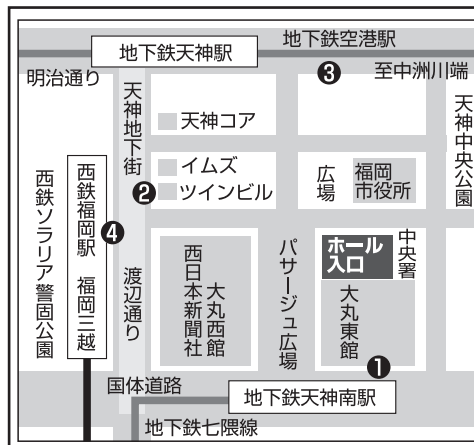 地下鉄空港駅
地下鉄天神駅
明治通り
❸
至中洲川端
天神地下街
天神コア
イムズ
❷
ツインビル
広場
福岡
市役所
天神中央公園
西鉄ソラリア警固公園
西鉄福岡駅 福岡三越
❹
渡辺通り
西日本新聞社
大丸西館
パサージュ広場
ホール
入口
中央署
大丸東館
❶
国体道路
地下鉄天神南駅
地下鉄七隈線